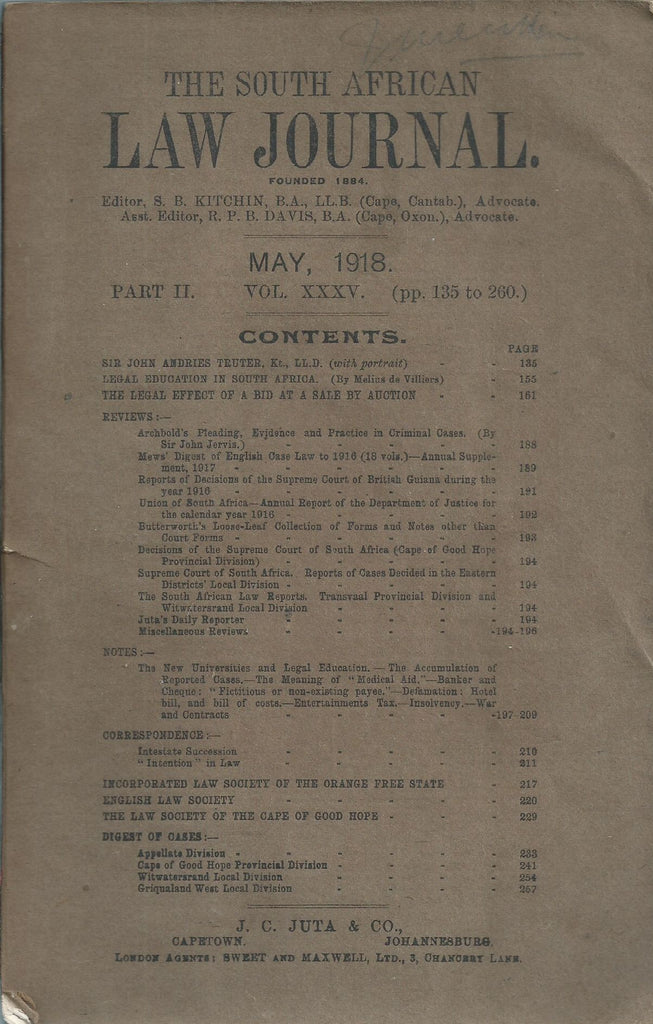 THE SOUTH AFRICAN
LAW JOURNAL.
FOUNDED 1884.
Editor, S. B. KITCHIN, B.A., LL.B. (Cape, Cantab.), Advocate.
Asst. Editor, R. P. B. DAVIS, B.A. (Cape, Oxon.), Advocate.
MAY, 1918.
PART II. VOL. XXXV. (pp. 135 to 260.)
CONTENTS.
PAGE
SIR JOHN ANDRIES TRUTER, Kt., LL.D. (with portrait) - - 135
LEGAL EDUCATION IN SOUTH AFRICA. (By Melius de Villiers) - 155
THE LEGAL EFFECT OF A BID AT A SALE BY AUCTION - - 161
REVIEWS:—
Archbold's Pleading, Evidence and Practice in Criminal Cases. (By
Sir John Jervis.) - - - - - 188
Mews' Digest of English Case Law to 1916 (18 vols.)—Annual Supple-
ment, 1917 - - - - - - 189
Reports of Decisions of the Supreme Court of British Guiana during the
year 1916 - - - - - - 191
Union of South Africa—Annual Report of the Department of Justice for
the calendar year 1916 - - - - - 192
Butterworth's Loose-Leaf Collection of Forms and Notes other than
Court Forms - - - - - - 193
Decisions of the Supreme Court of South Africa (Cape of Good Hope
Provincial Division) - - - - 194
Supreme Court of South Africa. Reports of Cases Decided in the Eastern
Districts' Local Division - - - - - 194
The South African Law Reports. Transvaal Provincial Division and
Witwatersrand Local Division - - - - 194
Juta's Daily Reporter - - - - - 194
Miscellaneous Reviews - - - - -194-196
NOTES:—
The New Universities and Legal Education.—The Accumulation of
Reported Cases.—The Meaning of "Medical Aid."—Banker and
Cheque: "Fictitious or non-existing payee."—Defamation: Hotel
bill, and bill of costs.—Entertainments Tax.—Insolvency.—War
and Contracts - - - - -197-209
CORRESPONDENCE:—
Intestate Succession - - - - - 210
"Intention" in Law - - - - - 211
INCORPORATED LAW SOCIETY OF THE ORANGE FREE STATE - 217
ENGLISH LAW SOCIETY - - - - - 220
THE LAW SOCIETY OF THE CAPE OF GOOD HOPE - - - 229
DIGEST OF CASES:—
Appellate Division - - - - - - 233
Cape of Good Hope Provincial Division - - - - 241
Witwatersrand Local Division - - - - 254
Griqualand West Local Division - - - - 257
J. C. JUTA & CO.,
CAPETOWN. JOHANNESBURG.
LONDON AGENTS: SWEET AND MAXWELL, LTD., 3, CHANCERY LANE.